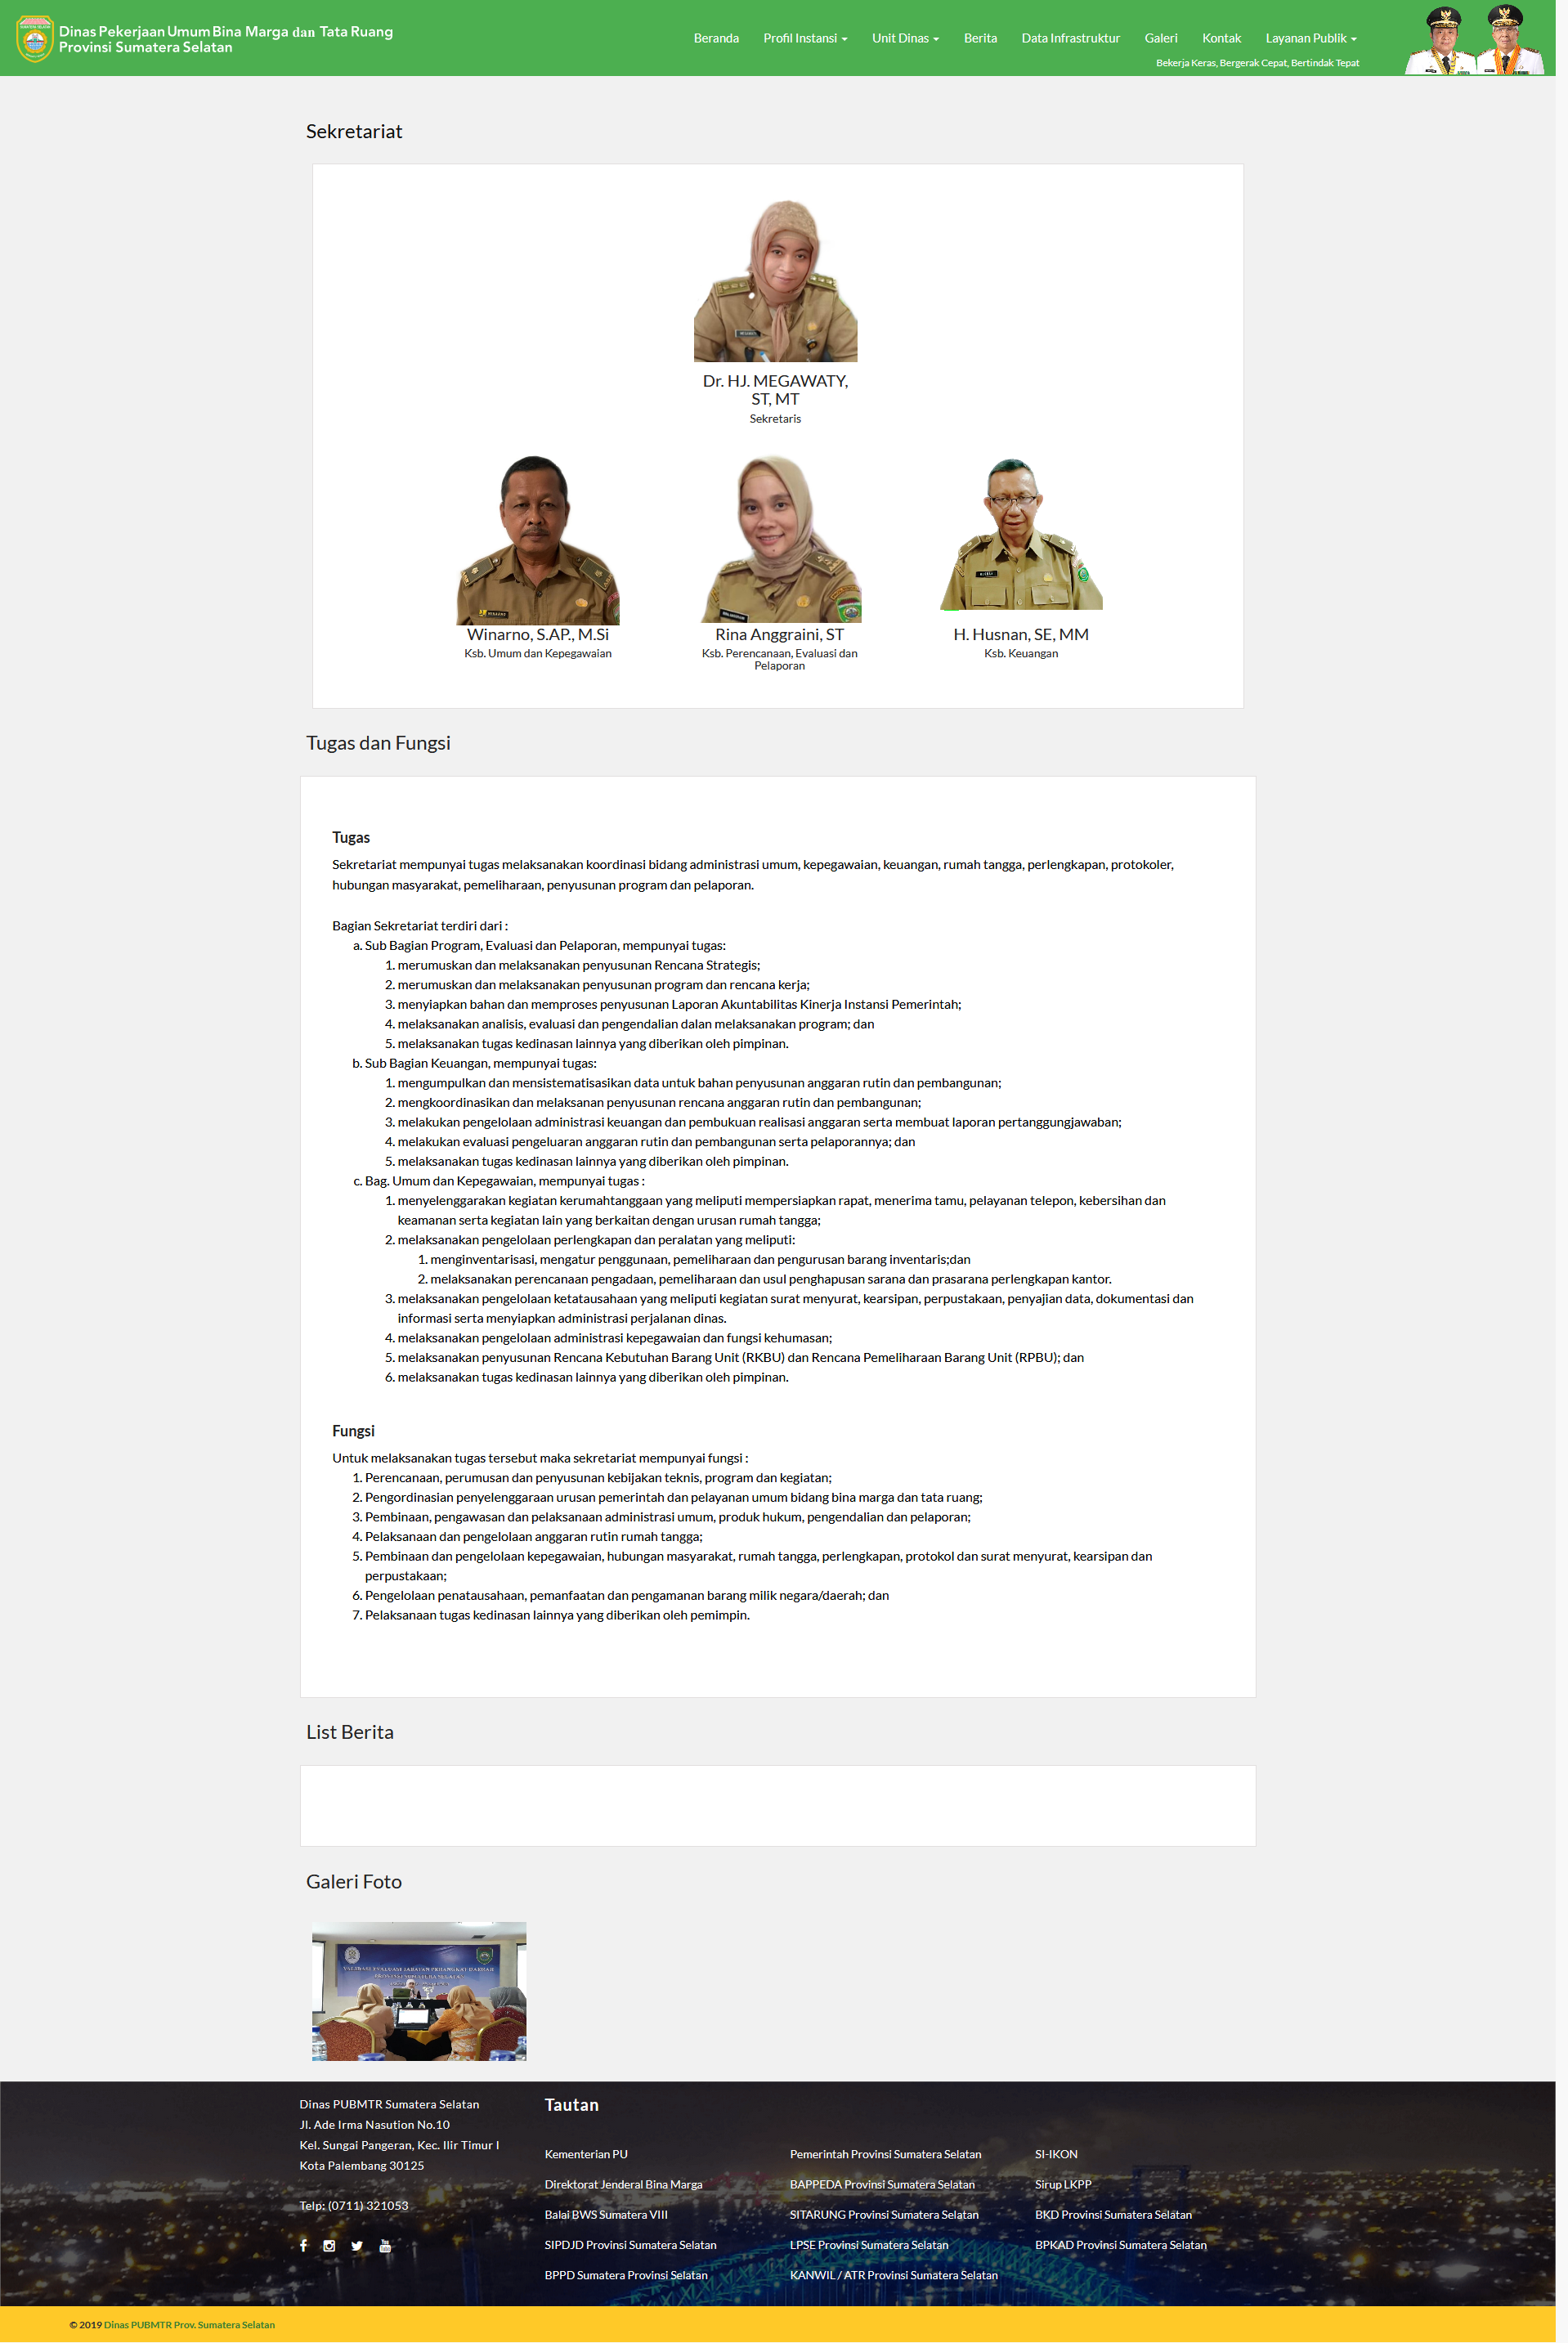 Dinas Pekerjaan Umum Bina Marga dan Tata Ruang
Provinsi Sumatera Selatan
Beranda
Profil Instansi
Unit Dinas
Berita
Data Infrastruktur
Galeri
Kontak
Layanan Publik
Bekerja Keras, Bergerak Cepat, Bertindak Tepat
Sekretariat
Dr. HJ. MEGAWATY,
ST, MT
Sekretaris
Winarno, S.AP., M.Si
Ksb. Umum dan Kepegawaian
Rina Anggraini, ST
Ksb. Perencanaan, Evaluasi dan
Pelaporan
H. Husnan, SE, MM
Ksb. Keuangan
Tugas dan Fungsi
Tugas
Sekretariat mempunyai tugas melaksanakan koordinasi bidang administrasi umum, kepegawaian, keuangan, rumah tangga, perlengkapan, protokoler,
hubungan masyarakat, pemeliharaan, penyusunan program dan pelaporan.
Bagian Sekretariat terdiri dari :
a. Sub Bagian Program, Evaluasi dan Pelaporan, mempunyai tugas:
1. merumuskan dan melaksanakan penyusunan Rencana Strategis;
2. merumuskan dan melaksanakan penyusunan program dan rencana kerja;
3. menyiapkan bahan dan memproses penyusunan Laporan Akuntabilitas Kinerja Instansi Pemerintah;
4. melaksanakan analisis, evaluasi dan pengendalian dalan melaksanakan program; dan
5. melaksanakan tugas kedinasan lainnya yang diberikan oleh pimpinan.
b. Sub Bagian Keuangan, mempunyai tugas:
1. mengumpulkan dan mensistematisasikan data untuk bahan penyusunan anggaran rutin dan pembangunan;
2. mengkoordinasikan dan melaksanan penyusunan rencana anggaran rutin dan pembangunan;
3. melakukan pengelolaan administrasi keuangan dan pembukuan realisasi anggaran serta membuat laporan pertanggungjawaban;
4. melakukan evaluasi pengeluaran anggaran rutin dan pembangunan serta pelaporannya; dan
5. melaksanakan tugas kedinasan lainnya yang diberikan oleh pimpinan.
c. Bag. Umum dan Kepegawaian, mempunyai tugas :
1. menyelenggarakan kegiatan kerumahtanggaan yang meliputi mempersiapkan rapat, menerima tamu, pelayanan telepon, kebersihan dan
keamanan serta kegiatan lain yang berkaitan dengan urusan rumah tangga;
2. melaksanakan pengelolaan perlengkapan dan peralatan yang meliputi:
1. menginventarisasi, mengatur penggunaan, pemeliharaan dan pengurusan barang inventaris;dan
2. melaksanakan perencanaan pengadaan, pemeliharaan dan usul penghapusan sarana dan prasarana perlengkapan kantor.
3. melaksanakan pengelolaan ketatausahaan yang meliputi kegiatan surat menyurat, kearsipan, perpustakaan, penyajian data, dokumentasi dan
informasi serta menyiapkan administrasi perjalanan dinas.
4. melaksanakan pengelolaan administrasi kepegawaian dan fungsi kehumasan;
5. melaksanakan penyusunan Rencana Kebutuhan Barang Unit (RKBU) dan Rencana Pemeliharaan Barang Unit (RPBU); dan
6. melaksanakan tugas kedinasan lainnya yang diberikan oleh pimpinan.
Fungsi
Untuk melaksanakan tugas tersebut maka sekretariat mempunyai fungsi :
1. Perencanaan, perumusan dan penyusunan kebijakan teknis, program dan kegiatan;
2. Pengordinasian penyelenggaraan urusan pemerintah dan pelayanan umum bidang bina marga dan tata ruang;
3. Pembinaan, pengawasan dan pelaksanaan administrasi umum, produk hukum, pengendalian dan pelaporan;
4. Pelaksanaan dan pengelolaan anggaran rutin rumah tangga;
5. Pembinaan dan pengelolaan kepegawaian, hubungan masyarakat, rumah tangga, perlengkapan, protokol dan surat menyurat, kearsipan dan
perpustakaan;
6. Pengelolaan penatausahaan, pemanfaatan dan pengamanan barang milik negara/daerah; dan
7. Pelaksanaan tugas kedinasan lainnya yang diberikan oleh pemimpin.
List Berita
Galeri Foto
VALIDASI EVALUASI JABATAN PERANGKAT DAERAH
PROVINSI SUMATERA SELATAN
Dinas PUBMTR Sumatera Selatan
Jl. Ade Irma Nasution No.10
Kel. Sungai Pangeran, Kec. Ilir Timur I
Kota Palembang 30125
Telp: (0711) 321053
Tautan
Kementerian PU
Direktorat Jenderal Bina Marga
Balai BWS Sumatera VIII
SIPDJD Provinsi Sumatera Selatan
BPPD Sumatera Provinsi Selatan
Pemerintah Provinsi Sumatera Selatan
BAPPEDA Provinsi Sumatera Selatan
SITARUNG Provinsi Sumatera Selatan
LPSE Provinsi Sumatera Selatan
KANWIL / ATR Provinsi Sumatera Selatan
SI-IKON
Sirup LKPP
BKD Provinsi Sumatera Selatan
BPKAD Provinsi Sumatera Selatan
© 2019 Dinas PUBMTR Prov. Sumatera Selatan